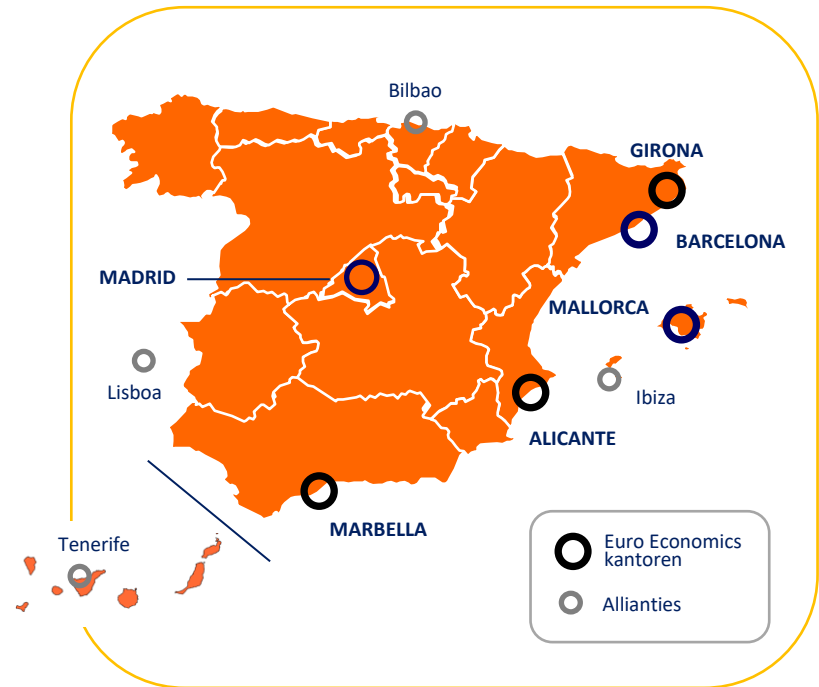 Bilbao
GIRONA
BARCELONA
MADRID
MALLORCA
Lisboa
Ibiza
ALICANTE
MARBELLA
Tenerife
Euro Economics
kantoren
Allianties